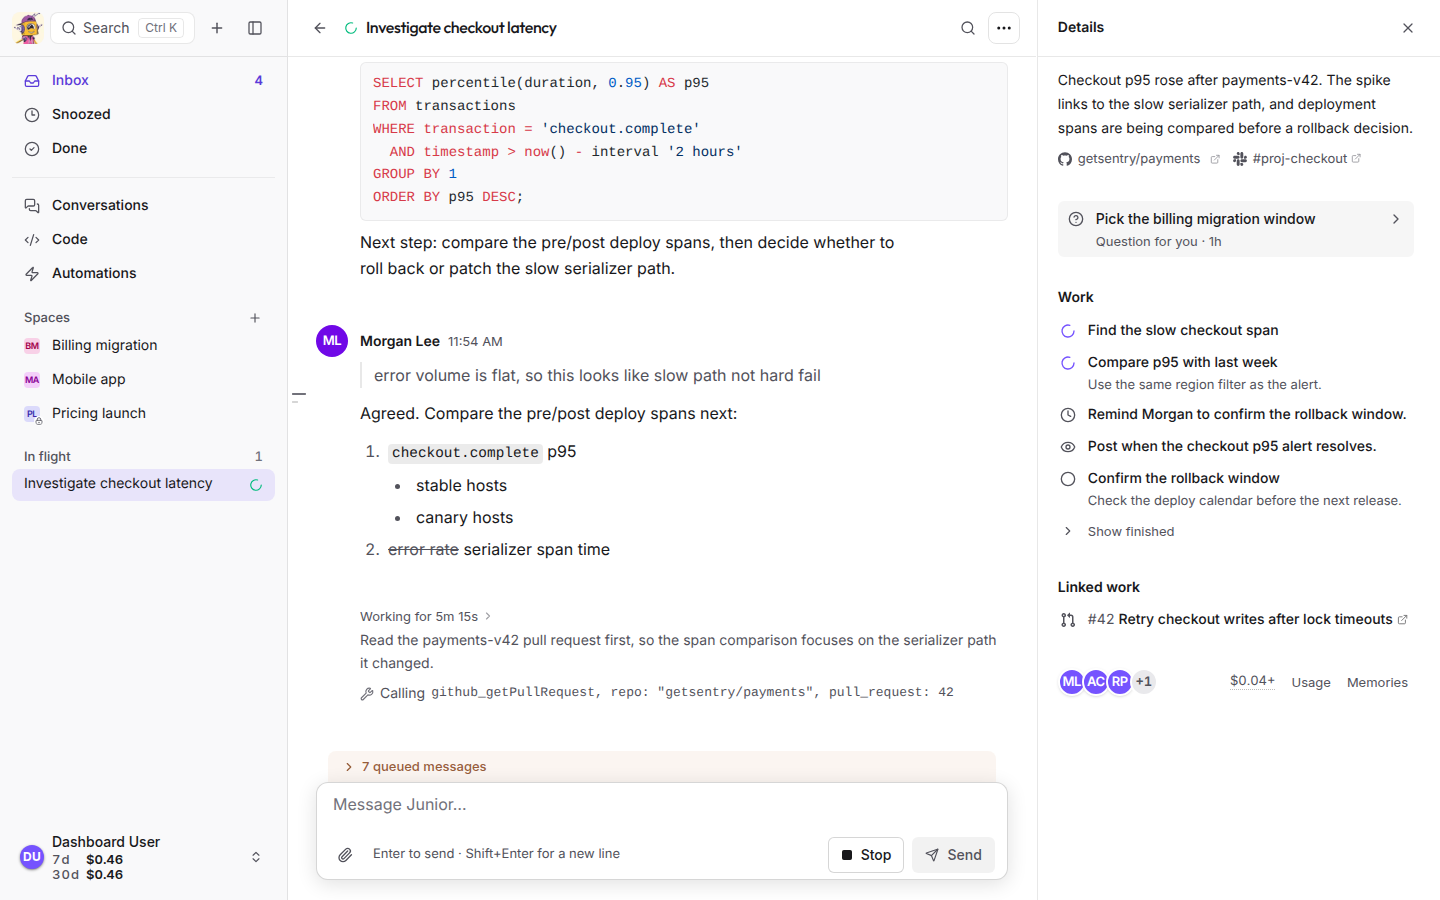 Search Ctrl K
Inbox 4
Snoozed
Done
Conversations
Code
Automations
Spaces
BM Billing migration
MA Mobile app
PL Pricing launch
In flight 1
Investigate checkout latency
DU Dashboard User
7d $0.46
30d $0.46
Investigate checkout latency
SELECT percentile(duration, 0.95) AS p95
FROM transactions
WHERE transaction = 'checkout.complete'
AND timestamp > now() - interval '2 hours'
GROUP BY 1
ORDER BY p95 DESC;
Next step: compare the pre/post deploy spans, then decide whether to
roll back or patch the slow serializer path.
ML Morgan Lee 11:54 AM
error volume is flat, so this looks like slow path not hard fail
Agreed. Compare the pre/post deploy spans next:
1. checkout.complete p95
• stable hosts
• canary hosts
2. error rate serializer span time
Working for 5m 15s
Read the payments-v42 pull request first, so the span comparison focuses on the serializer path
it changed.
Calling github_getPullRequest, repo: "getsentry/payments", pull_request: 42
7 queued messages
Message Junior...
Enter to send · Shift+Enter for a new line
Stop
Send
Details
Checkout p95 rose after payments-v42. The spike
links to the slow serializer path, and deployment
spans are being compared before a rollback decision.
getsentry/payments #proj-checkout
Pick the billing migration window
Question for you · 1h
Work
Find the slow checkout span
Compare p95 with last week
Use the same region filter as the alert.
Remind Morgan to confirm the rollback window.
Post when the checkout p95 alert resolves.
Confirm the rollback window
Check the deploy calendar before the next release.
Show finished
Linked work
#42 Retry checkout writes after lock timeouts
ML AC RP +1 $0.04+ Usage Memories